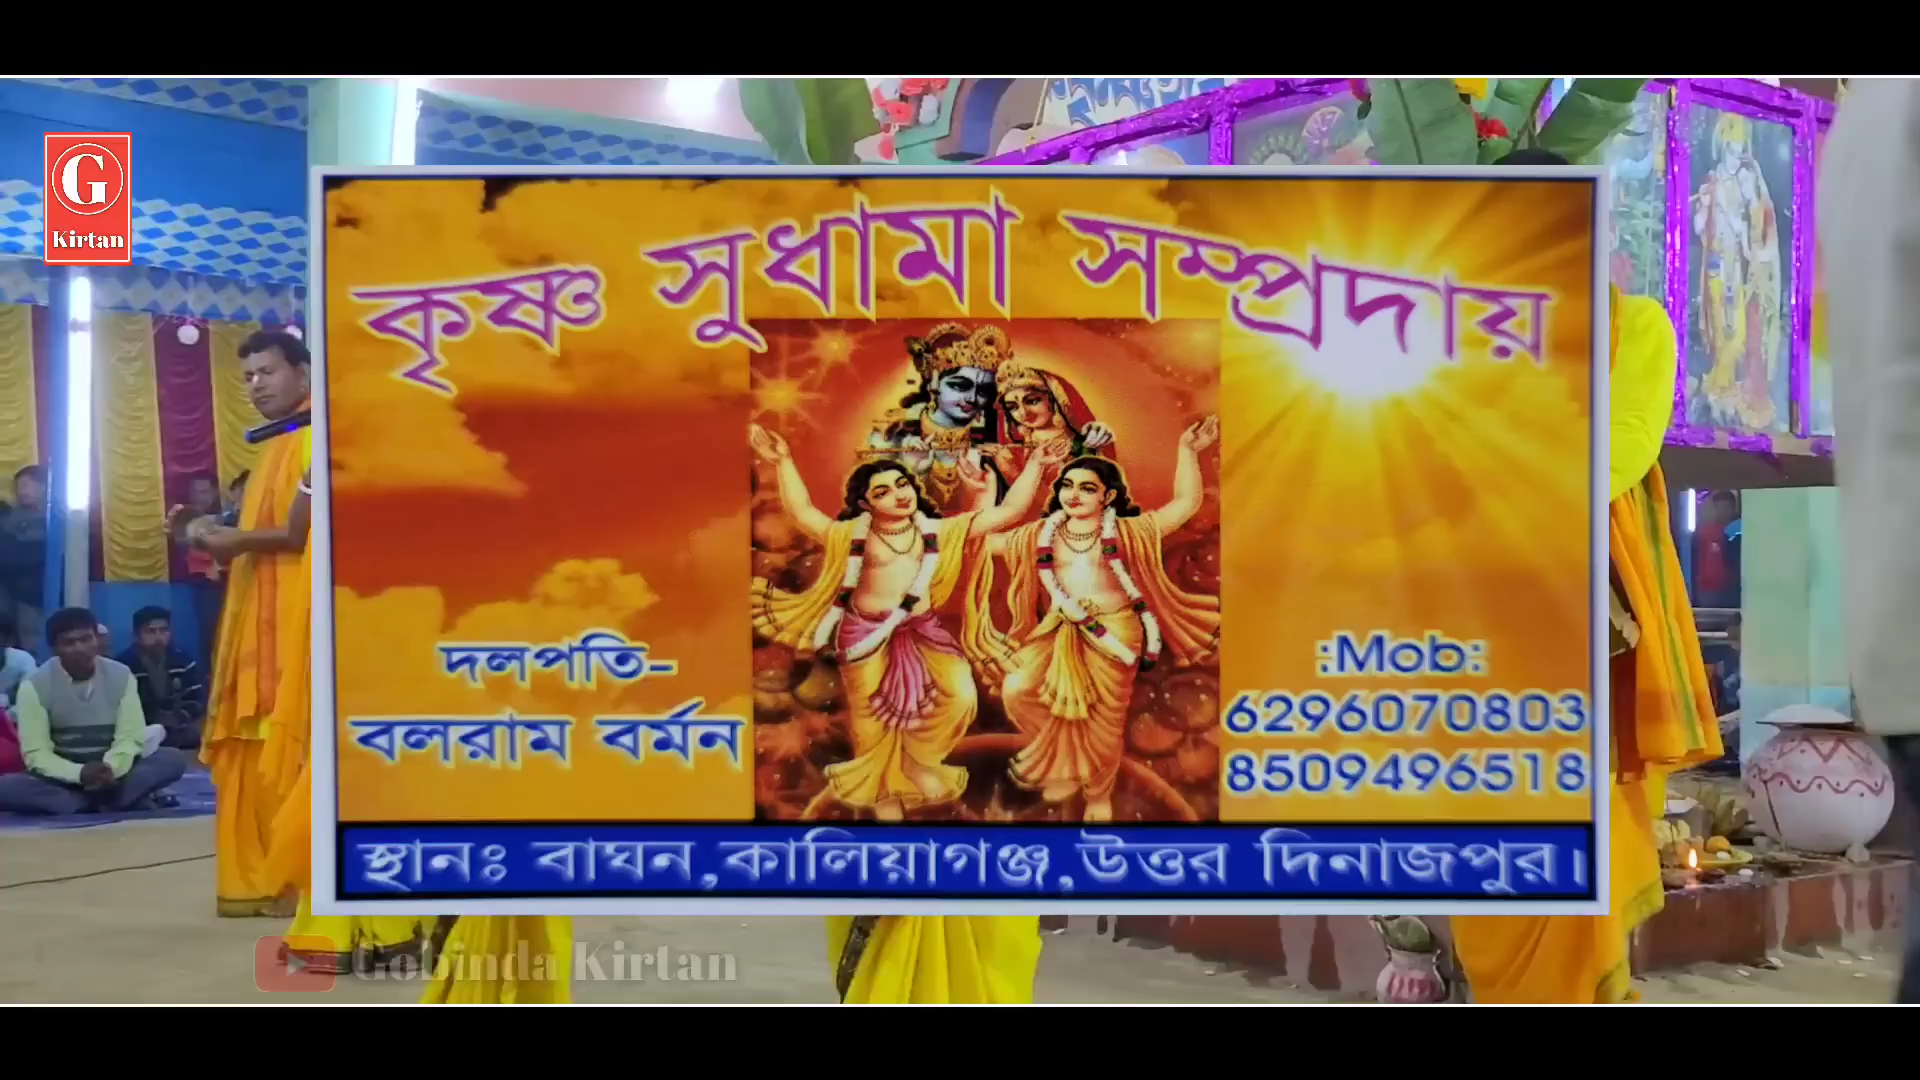 G
Kirtan
কৃষ্ণ সুধামা সম্প্রদায়
দলপতি-
বলরাম বর্মন
:Mob:
6296070803
8509496518
স্থানঃ বাঘন,কালিয়াগঞ্জ,উত্তর দিনাজপুর।
Gobinda Kirtan